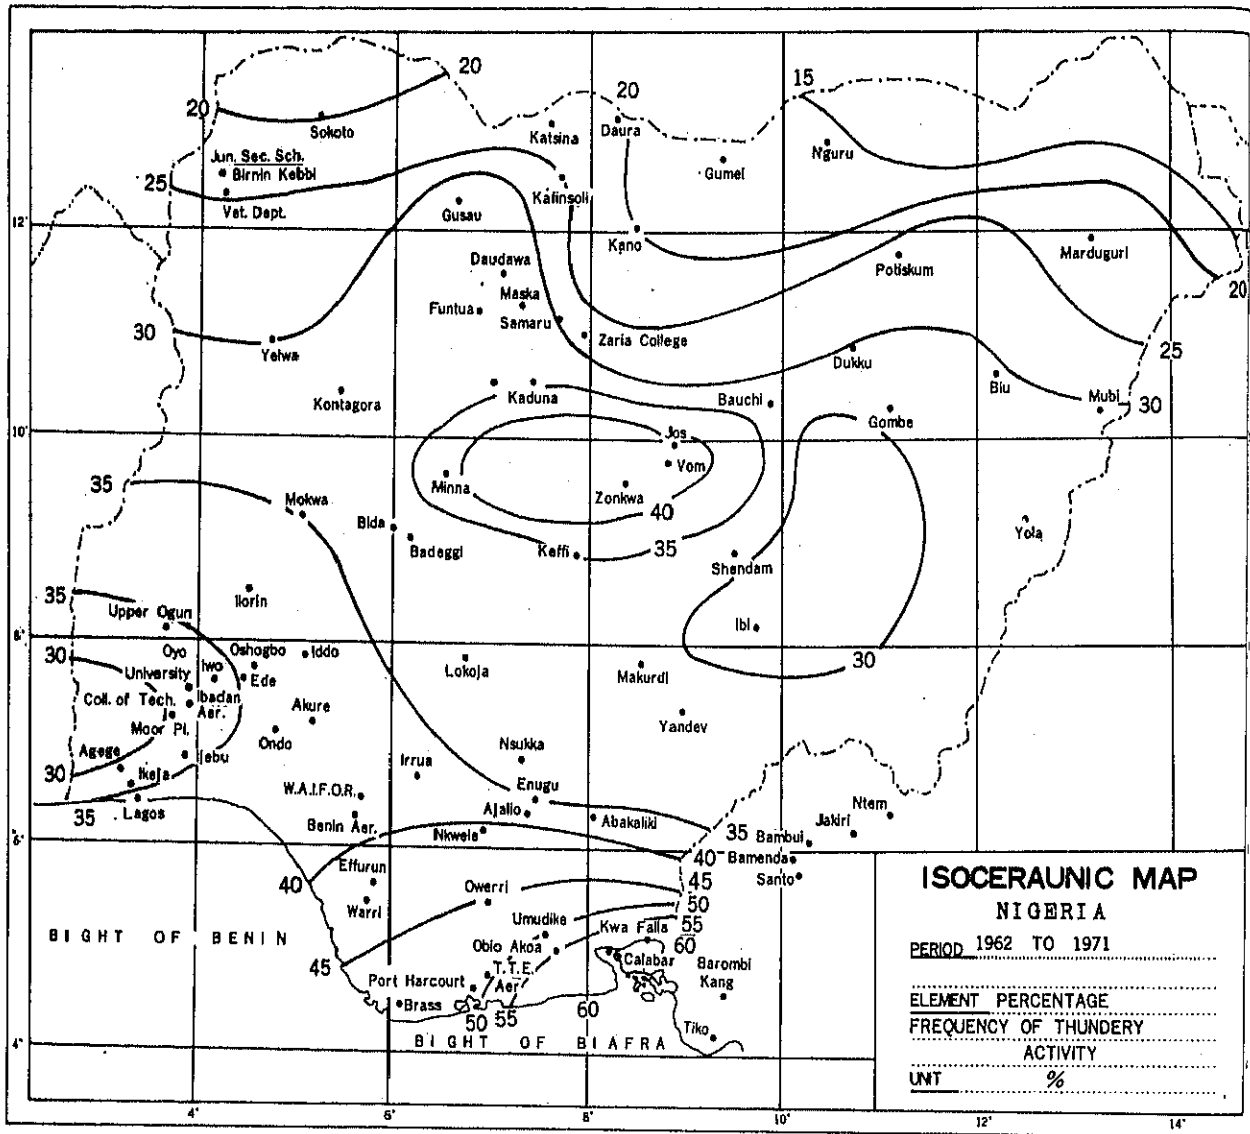 20
15
20
20
Sokoto
Katsina
Daura
Nguru
Gumel
Jun. Sec. Sch.
Birnin Kebbi
25
Vet. Dept.
Kalinsoli
Gusau
12°
Kano
Marduguri
Daudawa
Potiskum
Maska
Funtua
Samaru
20
30
Zaria College
Yelwa
25
Dukku
Biu
Kaduna
Bauchi
Mubi
Kontagora
30
Gombe
10°
Jos
Vom
35
Minna
Zonkwa
Mokwa
40
Bida
Yola
Badeggi
Keffi
35
Shendam
35
Ilorin
Upper Ogun
Ibi
8°
Oyo
Oshogbo
Iddo
30
University
Iwo
Lokoja
Makurdi
30
Ede
Coll. of Tech.
Ibadan
Aer.
Akure
Moor Pl.
Yandev
Ondo
Agege
Ijebu
Nsukka
Irrua
30
Ikeja
W.A.I.F.O.R.
Enugu
Ntem
35
Lagos
Ajalio
Abakaliki
Jakiri
6°
Benin Aer.
Nkwele
35
Bambui
40
Bamenda
Effurun
Santo
40
Owerri
45
Warri
50
Umudike
Kwa Falla
55
BIGHT OF BENIN
Obio Akoa
60
45
Calabar
Barombi
Kang
Port Harcourt
T.T.E.
Aer.
Brass
50
55
60
Tiko
4°
BIGHT OF BIAFRA
ISOCERAUNIC MAP
NIGERIA
PERIOD 1962 TO 1971
ELEMENT PERCENTAGE
FREQUENCY OF THUNDERY
ACTIVITY
UNIT %
4°
6°
8°
10°
12°
14°